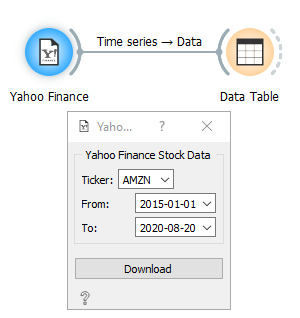 Time series → Data
Yahoo Finance
Data Table
Yaho... ?
Yahoo Finance Stock Data
Ticker: AMZN
From: 2015-01-01
To: 2020-08-20
Download
?